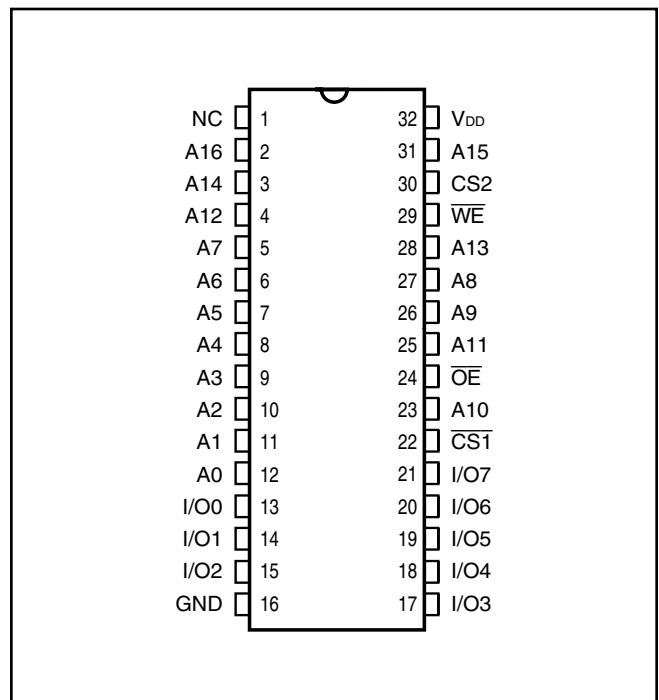 NC 1 32 VDD
A16 2 31 A15
A14 3 30 CS2
A12 4 29 W̅E̅
A7 5 28 A13
A6 6 27 A8
A5 7 26 A9
A4 8 25 A11
A3 9 24 O̅E̅
A2 10 23 A10
A1 11 22 C̅S̅1̅
A0 12 21 I/O7
I/O0 13 20 I/O6
I/O1 14 19 I/O5
I/O2 15 18 I/O4
GND 16 17 I/O3